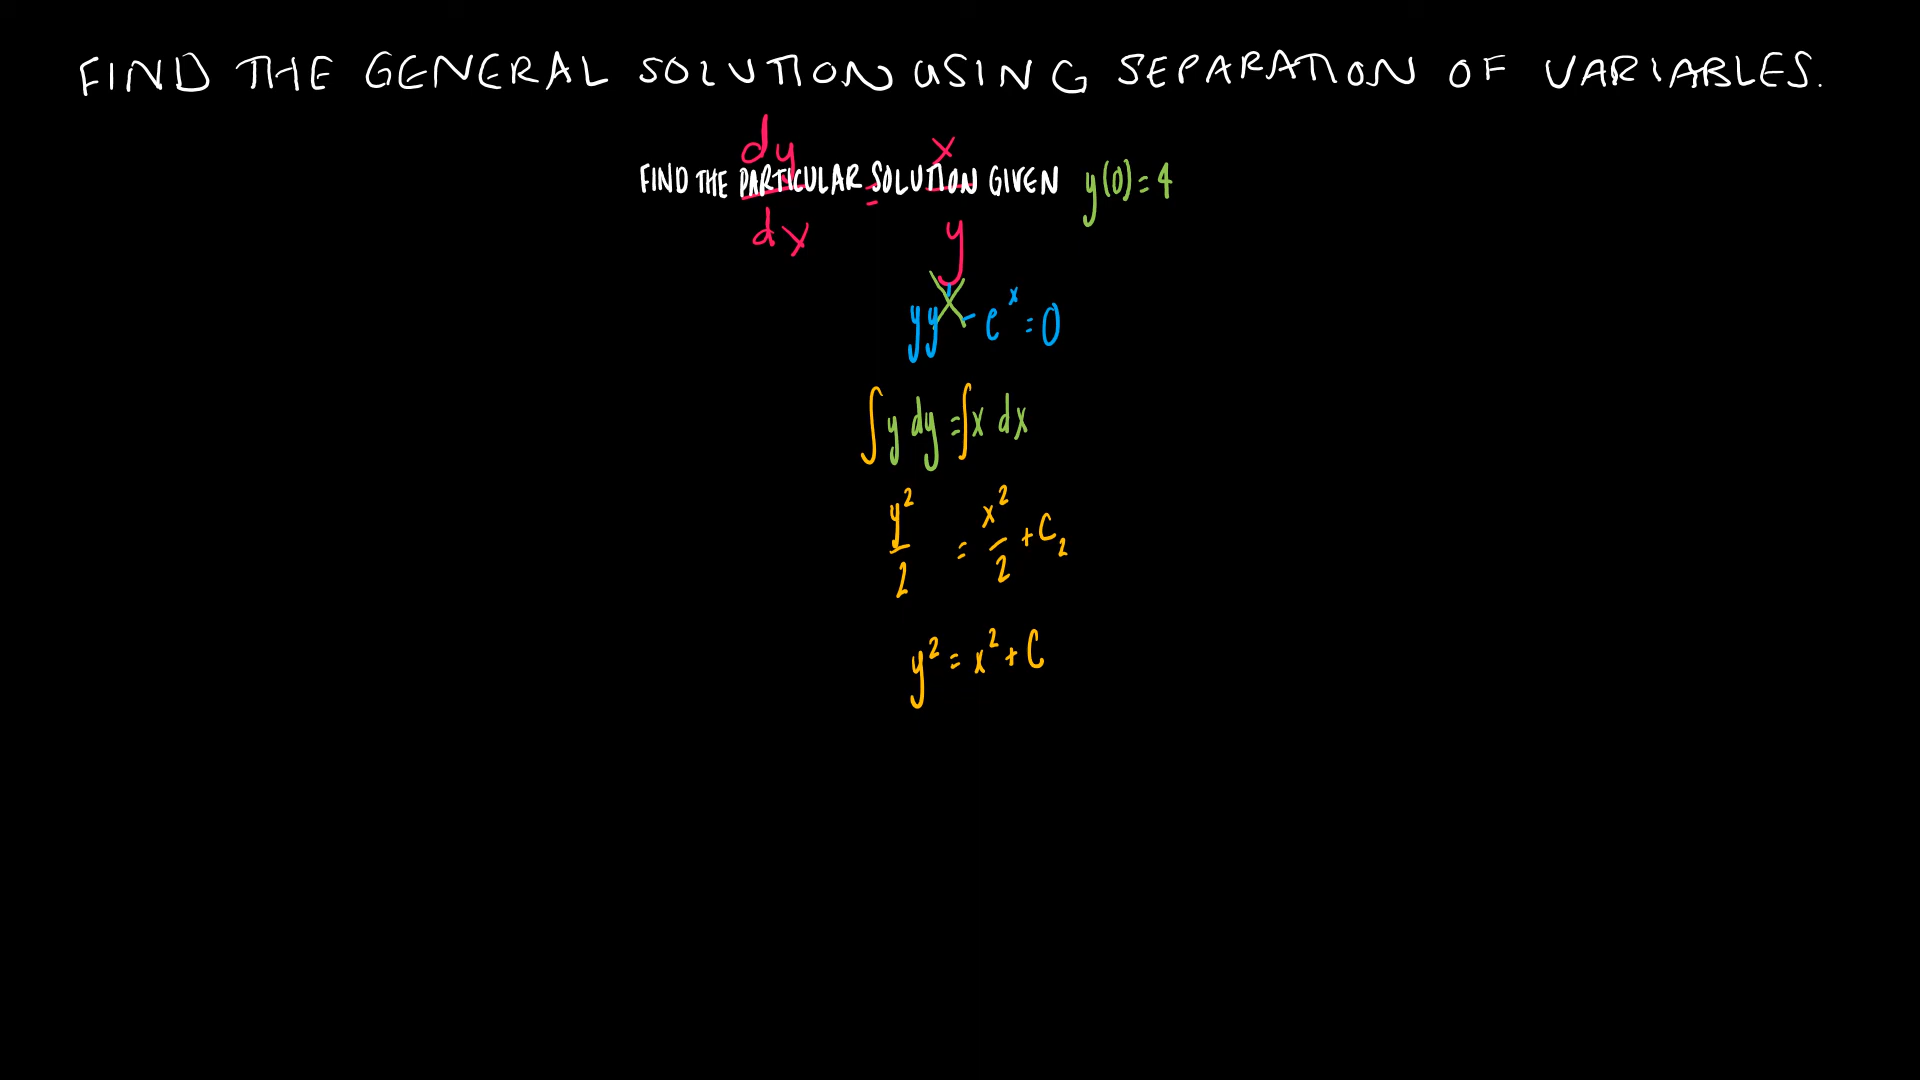 FIND THE GENERAL SOLUTION USING SEPARATION OF VARIABLES.
dy/dx = x/y
FIND THE PARTICULAR SOLUTION GIVEN y(0)=4
yy' - e^x = 0
∫y dy = ∫x dx
y²/2 = x²/2 + C₂
y² = x² + C